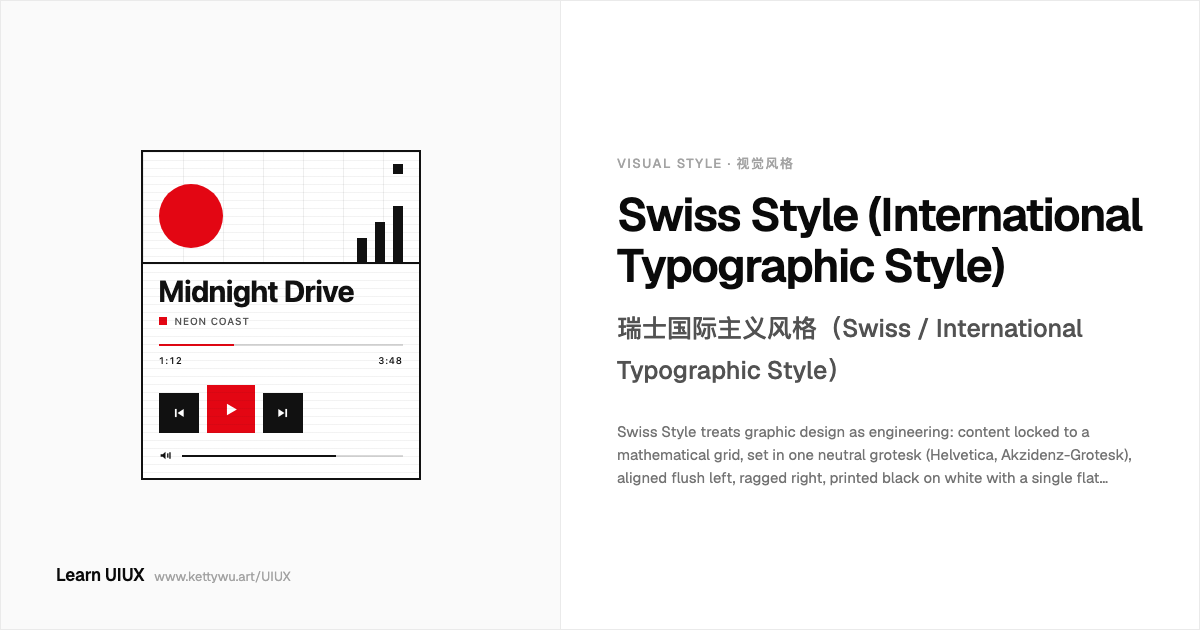 Midnight Drive
NEON COAST
1:12 3:48
Learn UIUX www.kettywu.art/UIUX
VISUAL STYLE · 视觉风格
Swiss Style (International
Typographic Style)
瑞士国际主义风格（Swiss / International
Typographic Style）
Swiss Style treats graphic design as engineering: content locked to a
mathematical grid, set in one neutral grotesk (Helvetica, Akzidenz-Grotesk),
aligned flush left, ragged right, printed black on white with a single flat…